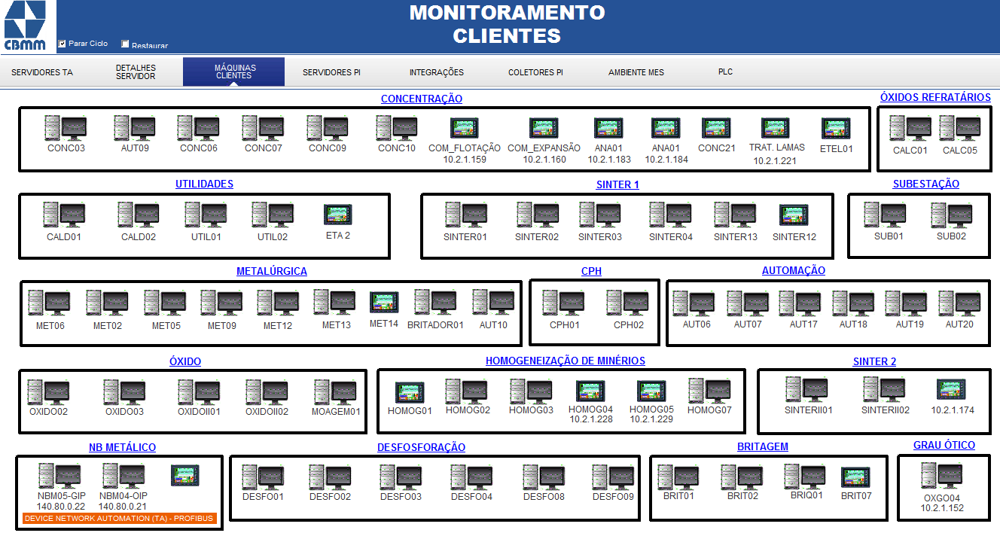 MONITORAMENTO
CLIENTES
CBMM
Parar Ciclo Restaurar
SERVIDORES TA
DETALHES
SERVIDOR
MÁQUINAS
CLIENTES
SERVIDORES PI
INTEGRAÇÕES
COLETORES PI
AMBIENTE MES
PLC
CONCENTRAÇÃO
CONC03 AUT09 CONC06 CONC07 CONC09 CONC10 COM_FLOTAÇÃO COM_EXPANSÃO ANA01 ANA01 CONC21 TRAT. LAMAS ETEL01
10.2.1.159 10.2.1.160 10.2.1.183 10.2.1.184 10.2.1.221
ÓXIDOS REFRATÁRIOS
CALC01 CALC05
UTILIDADES
CALD01 CALD02 UTIL01 UTIL02 ETA 2
SINTER 1
SINTER01 SINTER02 SINTER03 SINTER04 SINTER13 SINTER12
SUBESTAÇÃO
SUB01 SUB02
METALÚRGICA
MET06 MET02 MET05 MET09 MET12 MET13 MET14 BRITADOR01 AUT10
CPH
CPH01 CPH02
AUTOMAÇÃO
AUT06 AUT07 AUT17 AUT18 AUT19 AUT20
ÓXIDO
OXIDO02 OXIDO03 OXIDOII01 OXIDOII02 MOAGEM01
HOMOGENEIZAÇÃO DE MINÉRIOS
HOMOG01 HOMOG02 HOMOG03 HOMOG04 HOMOG05 HOMOG07
10.2.1.228 10.2.1.229
SINTER 2
SINTERII01 SINTERII02 10.2.1.174
NB METÁLICO
NBM05-GIP NBM04-OIP
140.80.0.22 140.80.0.21
DEVICE NETWORK AUTOMATION (TA) - PROFIBUS
DESFOSFORAÇÃO
DESFO01 DESFO02 DESFO03 DESFO04 DESFO08 DESFO09
BRITAGEM
BRIT01 BRIT02 BRIQ01 BRIT07
GRAU ÓTICO
OXGO04
10.2.1.152